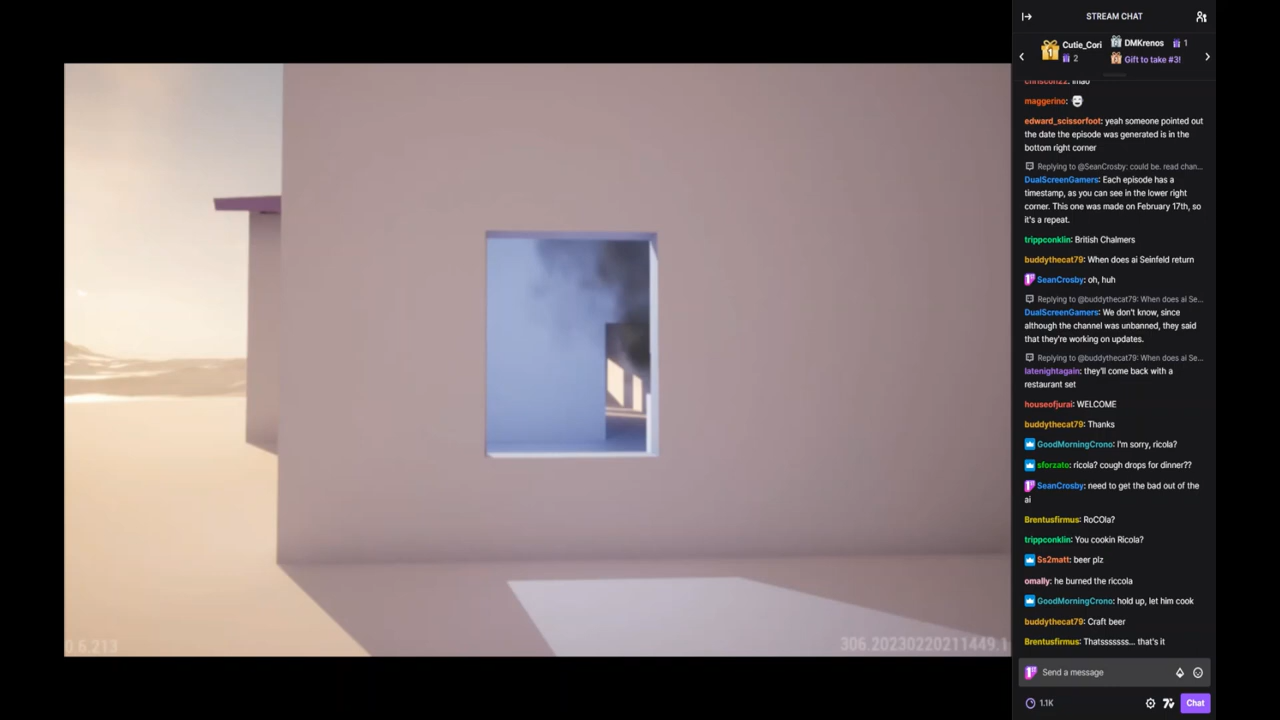 STREAM CHAT
Cutie_Cori
2
DMKrenos 1
Gift to take #3!
maggerino:
edward_scissorfoot: yeah someone pointed out
the date the episode was generated is in the
bottom right corner
Replying to @SeanCrosby: could be. read chan...
DualScreenGamers: Each episode has a
timestamp, as you can see in the lower right
corner. This one was made on February 17th, so
it's a repeat.
trippconklin: British Chalmers
buddythecat79: When does ai Seinfeld return
SeanCrosby: oh, huh
Replying to @buddythecat79: When does ai Se...
DualScreenGamers: We don't know, since
although the channel was unbanned, they said
that they're working on updates.
Replying to @buddythecat79: When does ai Se...
latenightagain: they'll come back with a
restaurant set
houseofjurai: WELCOME
buddythecat79: Thanks
GoodMorningCrono: I'm sorry, ricola?
sforzato: ricola? cough drops for dinner??
SeanCrosby: need to get the bad out of the
ai
Brentusfirmus: RoCOla?
trippconklin: You cookin Ricola?
Ss2matt: beer plz
omally: he burned the riccola
GoodMorningCrono: hold up, let him cook
buddythecat79: Craft beer
Brentusfirmus: Thatsssssss... that's it
Send a message
1.1K
Chat
0.6.213
306.20230220211449.1